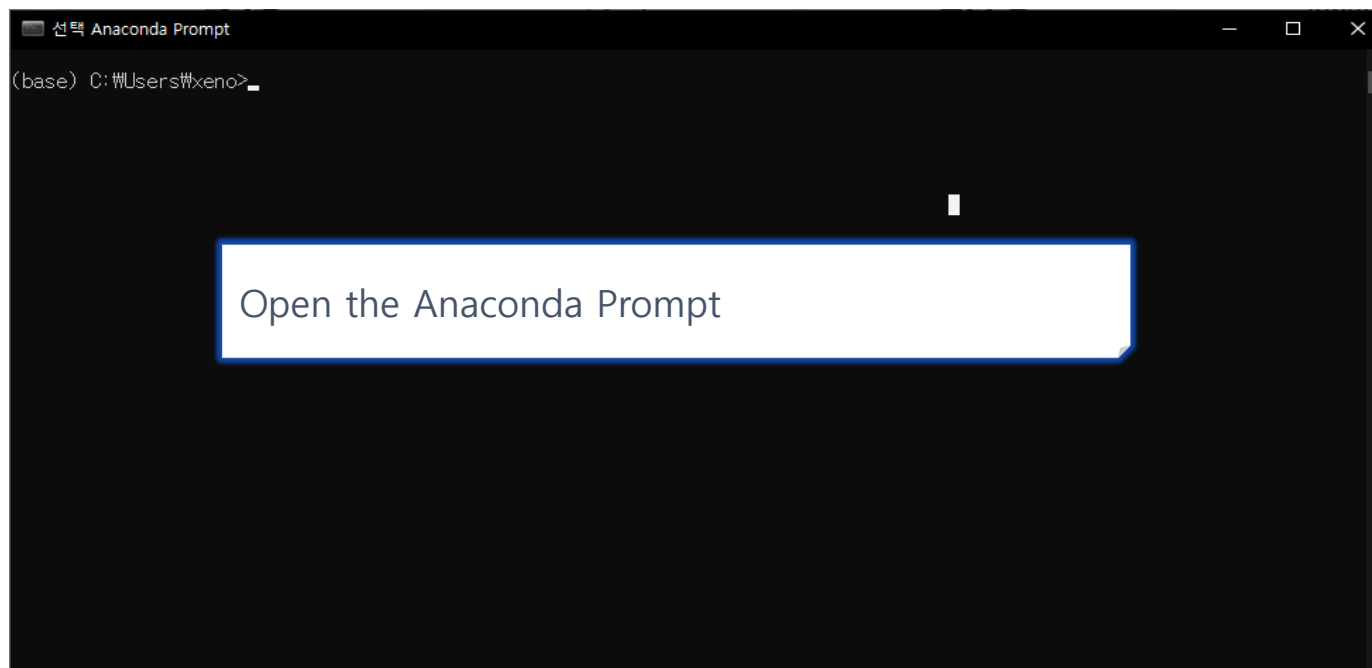 선택 Anaconda Prompt
(base) C:₩Users₩xeno>
Open the Anaconda Prompt